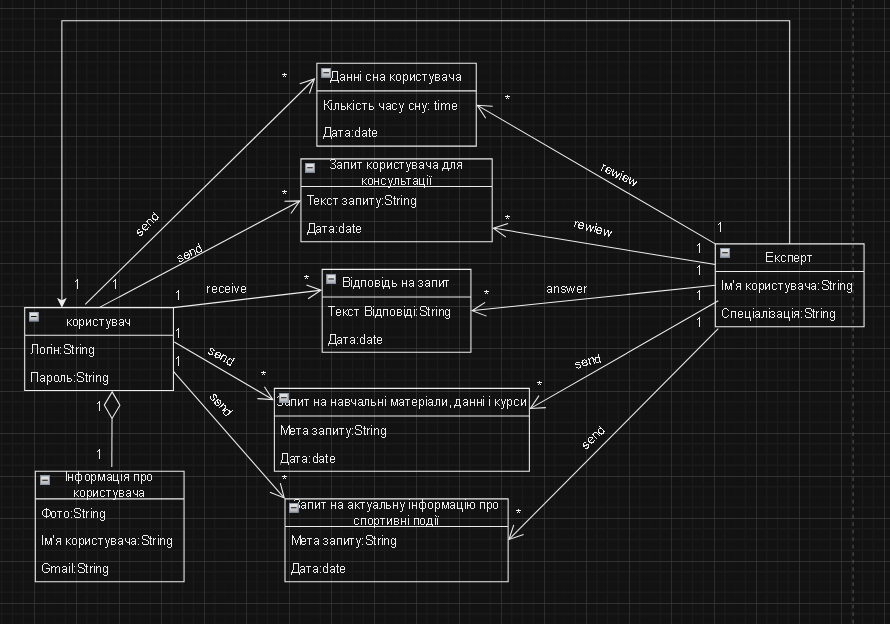 *
Данні сна користувача
Кількість часу сну: time
Дата:date
*
rewiew
1
send
*
Запит користувача для
консультації
Текст запиту:String
Дата:date
*
rewiew
1
send
1
1
Експерт
Ім'я користувача:String
Спеціалізація:String
1
receive
*
Відповідь на запит
Текст Відповіді:String
Дата:date
*
answer
1
користувач
Логін:String
Пароль:String
1
send
*
Запит на навчальні матеріали, данні і курси
Мета запиту:String
Дата:date
*
send
1
1
send
*
Запит на актуальну інформацію про
спортивні події
Мета запиту:String
Дата:date
*
send
1
1
1
Інформація про
користувача
Фото:String
Ім'я користувача:String
Gmail:String